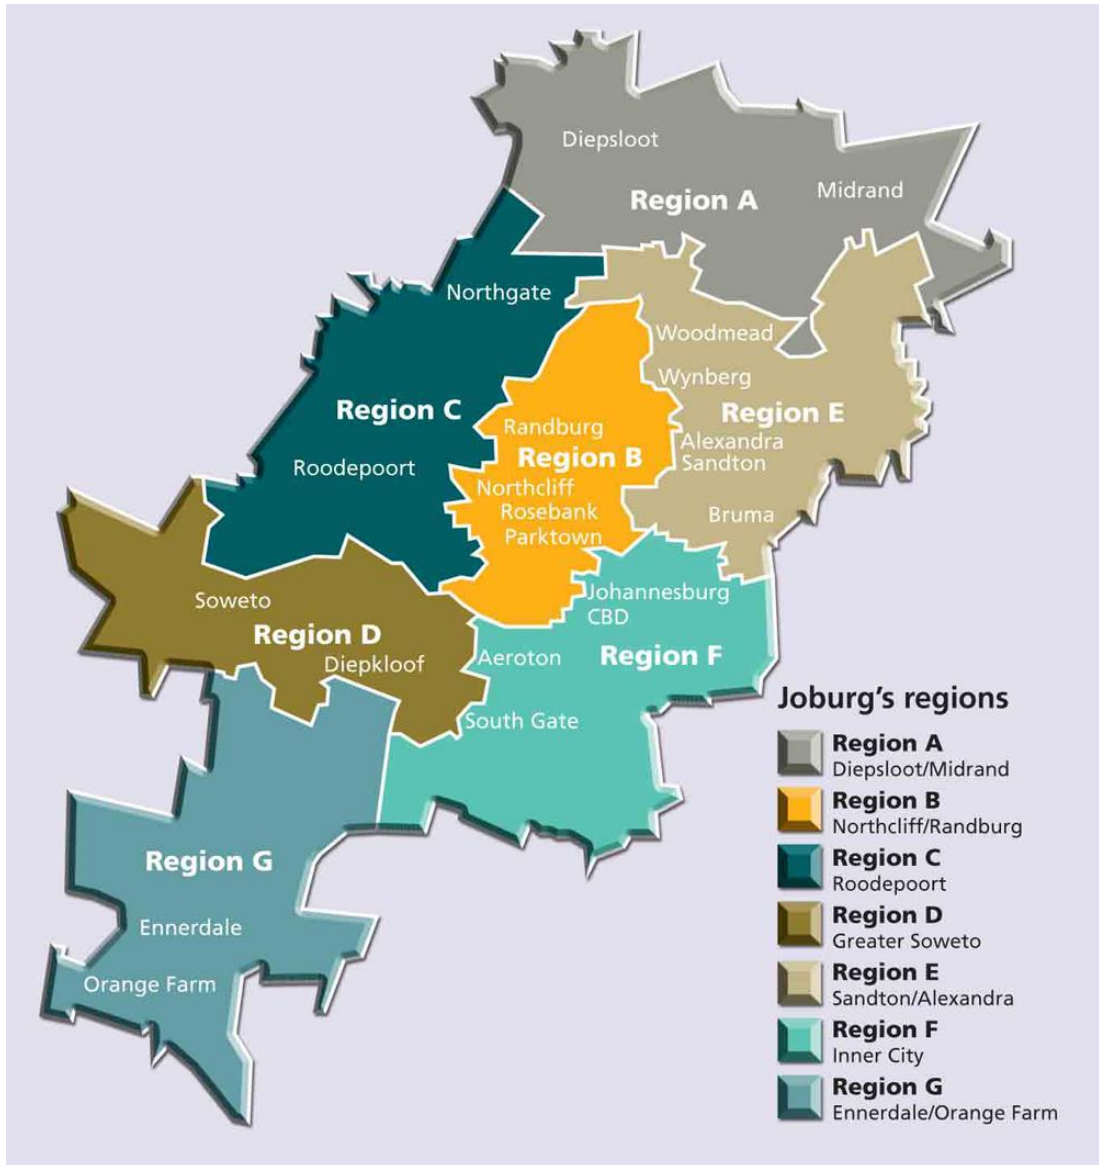 Diepsloot
Midrand
Region A
Northgate
Woodmead
Wynberg
Region C
Region E
Randburg
Alexandra
Region B
Sandton
Roodepoort
Northcliff
Rosebank
Bruma
Parktown
Soweto
Johannesburg
CBD
Region D
Diepkloof
Aeroton
Region F
South Gate
Region G
Ennerdale
Orange Farm
Joburg's regions
Region A
Diepsloot/Midrand
Region B
Northcliff/Randburg
Region C
Roodepoort
Region D
Greater Soweto
Region E
Sandton/Alexandra
Region F
Inner City
Region G
Ennerdale/Orange Farm